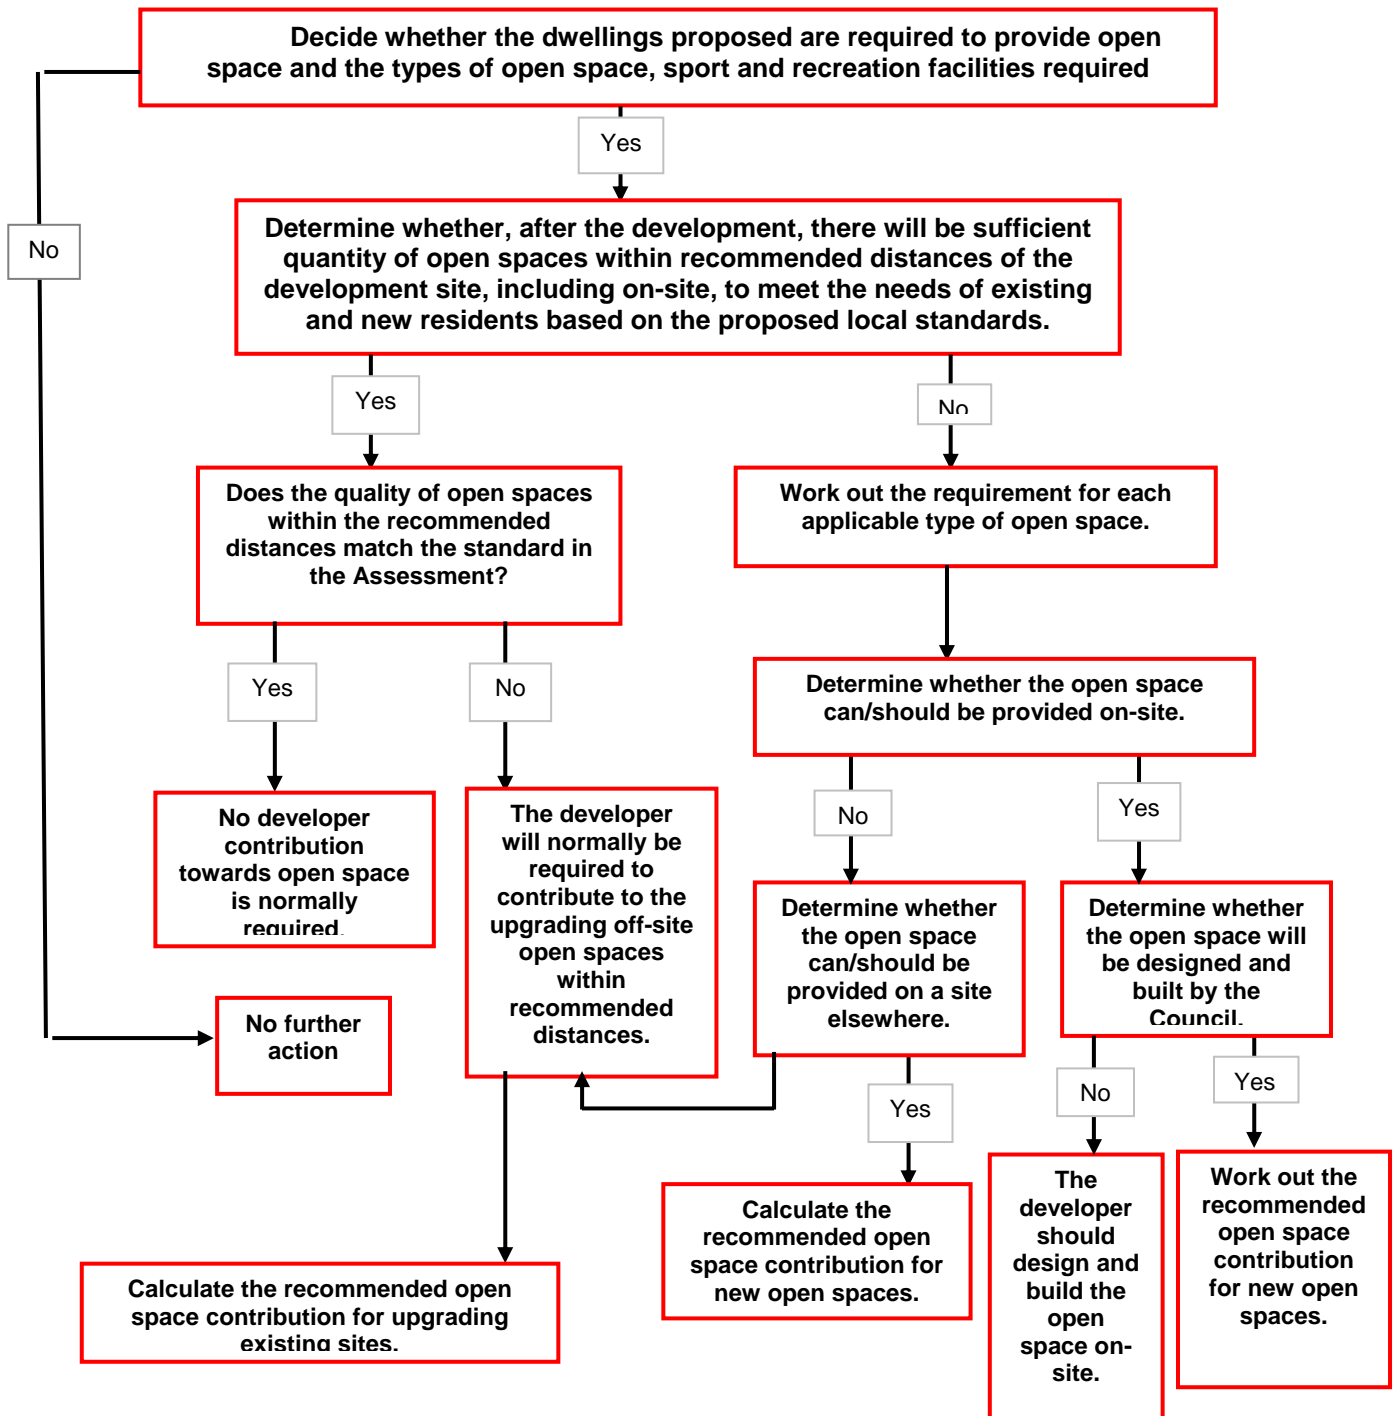 Decide whether the dwellings proposed are required to provide open
space and the types of open space, sport and recreation facilities required
Yes
No
Determine whether, after the development, there will be sufficient
quantity of open spaces within recommended distances of the
development site, including on-site, to meet the needs of existing
and new residents based on the proposed local standards.
Yes
No
Does the quality of open spaces
within the recommended
distances match the standard in
the Assessment?
Work out the requirement for each
applicable type of open space.
Yes
No
Determine whether the open space
can/should be provided on-site.
No
Yes
No developer
contribution
towards open space
is normally
required.
The developer
will normally be
required to
contribute to the
upgrading off-site
open spaces
within
recommended
distances.
Determine whether
the open space
can/should be
provided on a site
elsewhere.
Determine whether
the open space will
be designed and
built by the
Council.
No further
action
Yes
No
Yes
Calculate the
recommended open
space contribution for
new open spaces.
The
developer
should
design and
build the
open
space on-
site.
Work out the
recommended
open space
contribution
for new open
spaces.
Calculate the recommended open
space contribution for upgrading
existing sites.